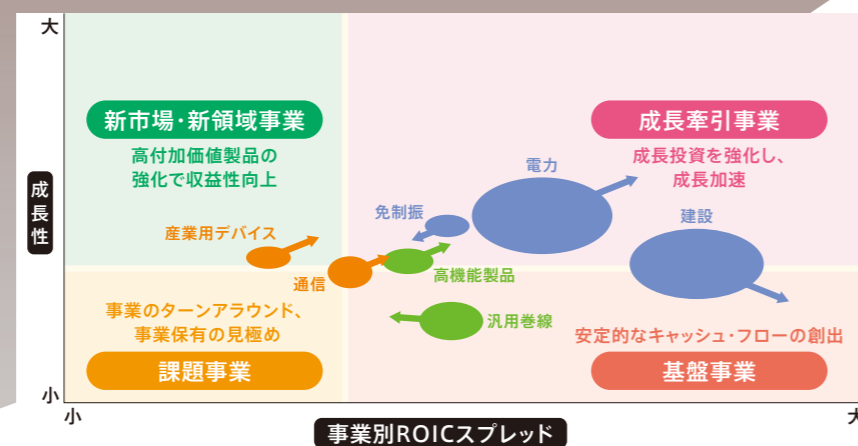 大
新市場・新領域事業
高付加価値製品の
強化で収益性向上
成長牽引事業
成長投資を強化し、
成長加速
電力
免制振
建設
成長性
産業用デバイス
通信
高機能製品
汎用巻線
事業のターンアラウンド、
事業保有の見極め
課題事業
安定的なキャッシュ・フローの創出
基盤事業
小
小
大
事業別ROICスプレッド